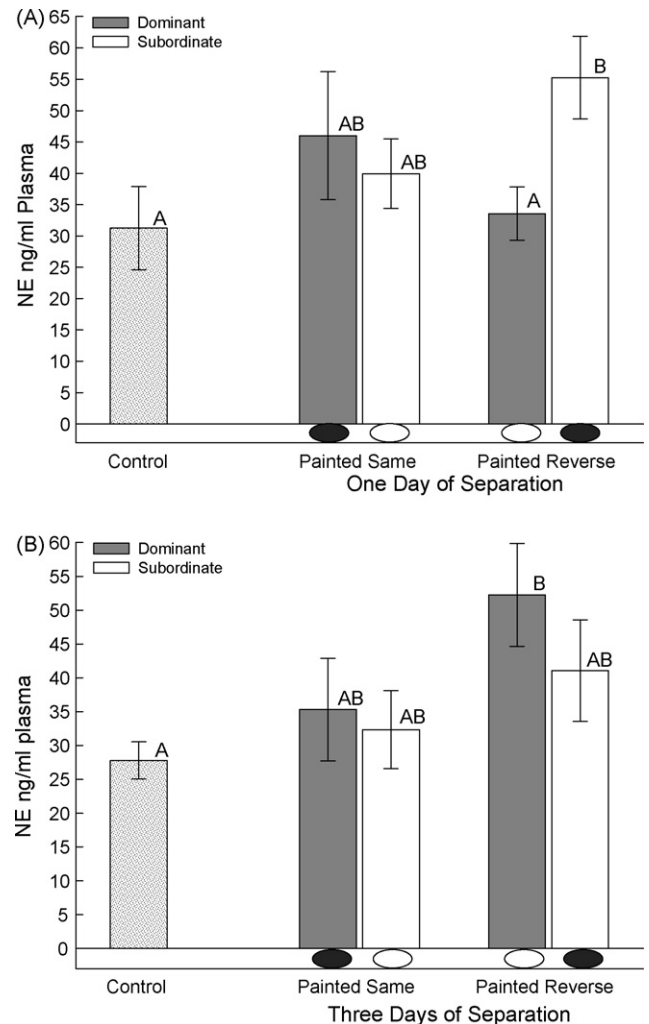 (A)
Dominant
Subordinate
65
60
55
50
45
40
35
30
25
20
15
10
5
0
NE ng/ml Plasma
A
AB
AB
A
B
Control
Painted Same
Painted Reverse
One Day of Separation
(B)
Dominant
Subordinate
60
55
50
45
40
35
30
25
20
15
10
5
0
NE ng/ml plasma
A
AB
AB
B
AB
Control
Painted Same
Painted Reverse
Three Days of Separation